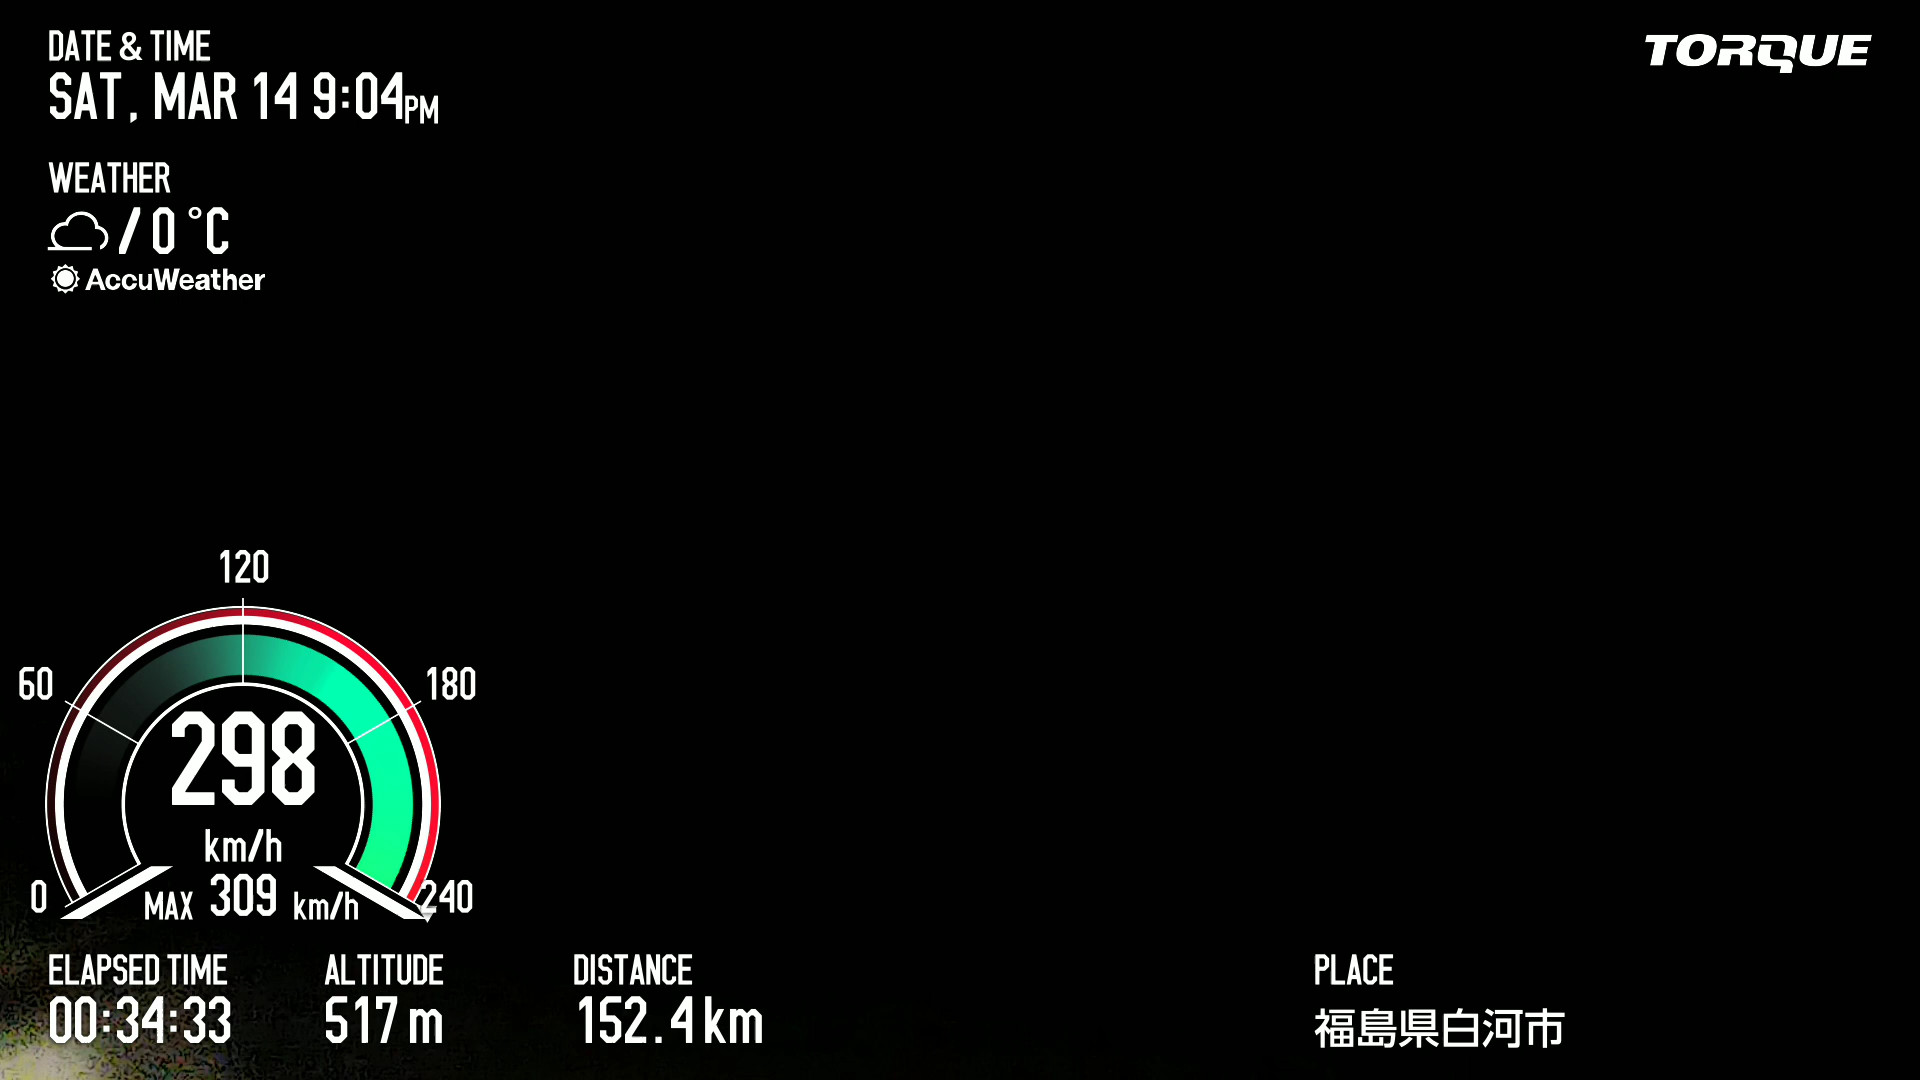 DATE & TIME
SAT, MAR 14 9:04PM
TORQUE
WEATHER
/ 0 °C
AccuWeather
120
60
180
298
km/h
0
MAX 309 km/h
240
ELAPSED TIME
00:34:33
ALTITUDE
517 m
DISTANCE
152.4 km
PLACE
福島県白河市